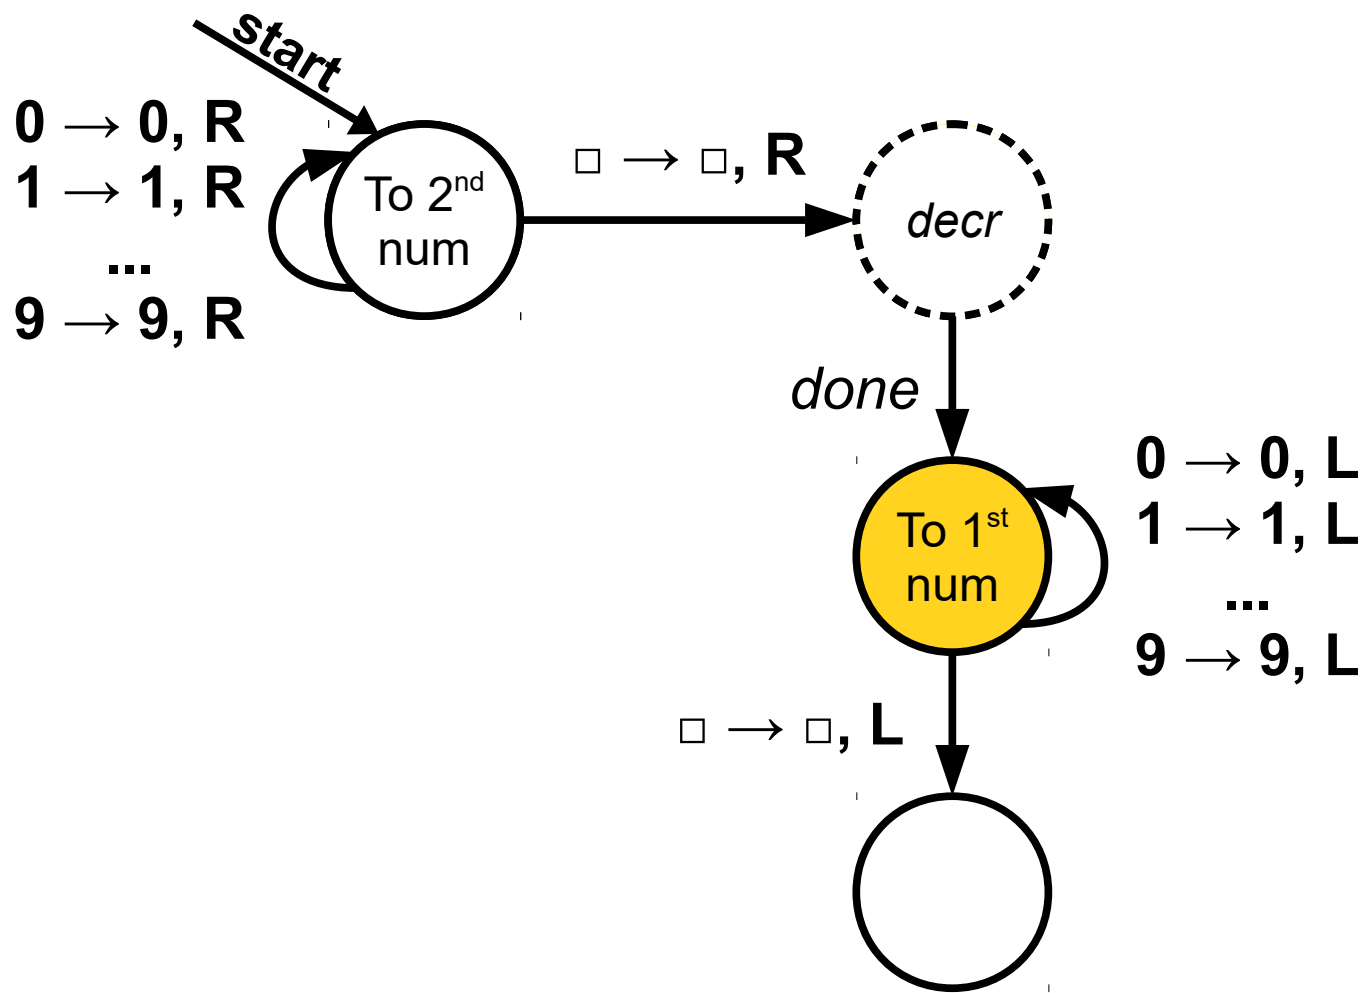 start
0 → 0, R
1 → 1, R
...
9 → 9, R
To 2nd
num
□ → □, R
decr
done
To 1st
num
0 → 0, L
1 → 1, L
...
9 → 9, L
□ → □, L